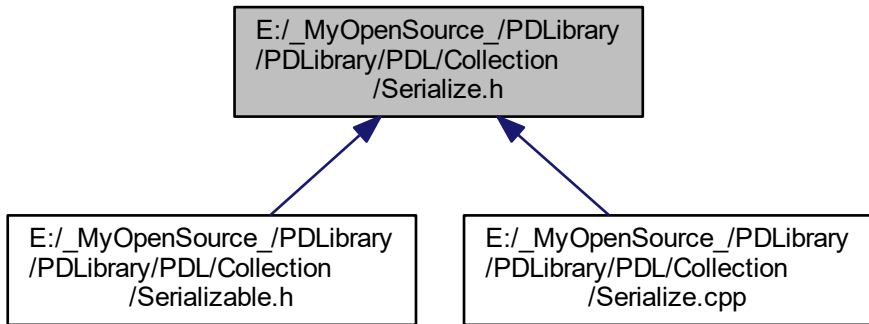 E:/_MyOpenSource_/PDLibrary
/PDLibrary/PDL/Collection
/Serialize.h
E:/_MyOpenSource_/PDLibrary
/PDLibrary/PDL/Collection
/Serializable.h
E:/_MyOpenSource_/PDLibrary
/PDLibrary/PDL/Collection
/Serialize.cpp